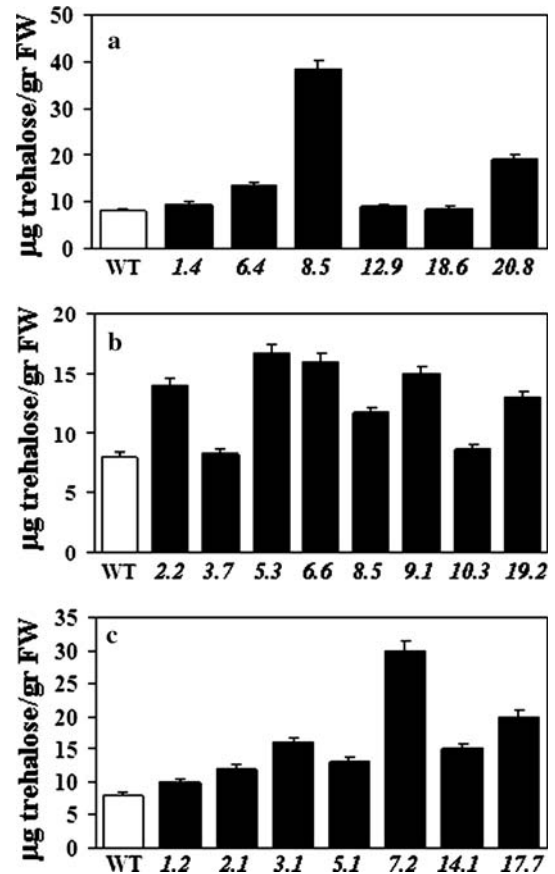 a
µg trehalose/gr FW
50
40
30
20
10
0
WT 1.4 6.4 8.5 12.9 18.6 20.8
b
µg trehalose/gr FW
20
15
10
5
0
WT 2.2 3.7 5.3 6.6 8.5 9.1 10.3 19.2
c
µg trehalose/gr FW
35
30
25
20
15
10
5
0
WT 1.2 2.1 3.1 5.1 7.2 14.1 17.7